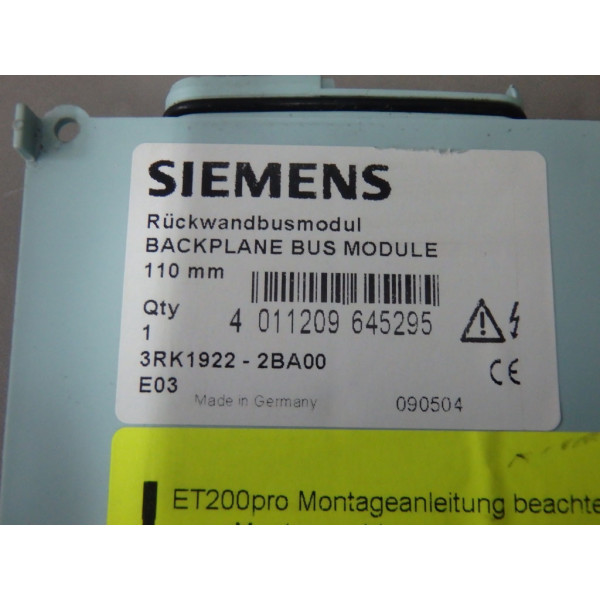 SIEMENS
Rückwandbusmodul
BACKPLANE BUS MODULE
110 mm
Qty
1
4 011209 645295
3RK1922 - 2BA00
E03
CE
Made in Germany
090504
ET200pro Montageanleitung